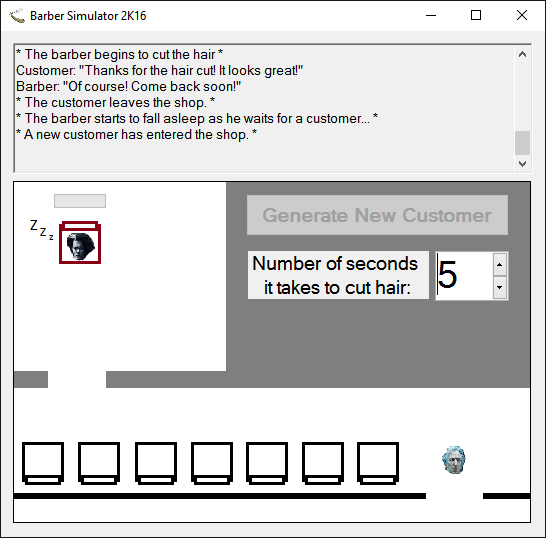 Barber Simulator 2K16
* The barber begins to cut the hair *
Customer: "Thanks for the hair cut! It looks great!"
Barber: "Of course! Come back soon!"
* The customer leaves the shop. *
* The barber starts to fall asleep as he waits for a customer... *
* A new customer has entered the shop. *
Generate New Customer
Z Z z
Number of seconds
it takes to cut hair:
5